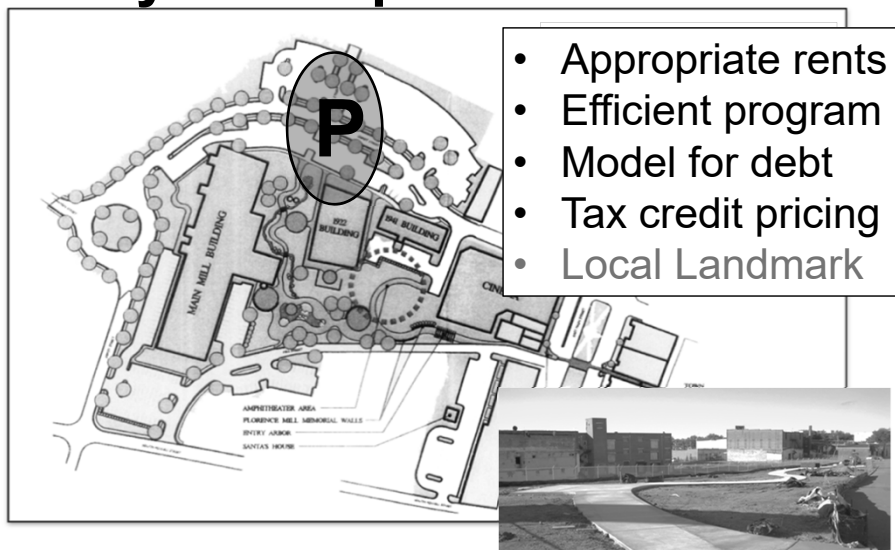 P
• Appropriate rents
• Efficient program
• Model for debt
• Tax credit pricing
• Local Landmark
MAIN MILL BUILDING
1922
BUILDING
1941 BUILDING
AMPHITHEATER AREA
FLORENCE MILL MEMORIAL WALLS
ENTRY ARBOR
SANTA'S HOUSE
TOWN